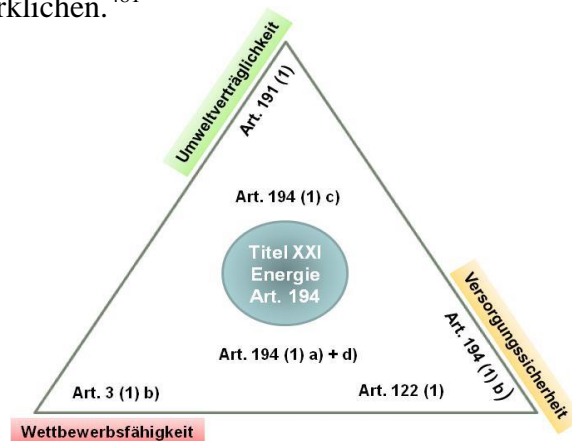 rklichen.481
Umweltverträglichkeit
Art. 191 (1)
Art. 194 (1) c)
Titel XXI
Energie
Art. 194
Versorgungssicherheit
Art. 194 (1) b)
Art. 194 (1) a) + d)
Art. 3 (1) b)
Art. 122 (1)
Wettbewerbsfähigkeit